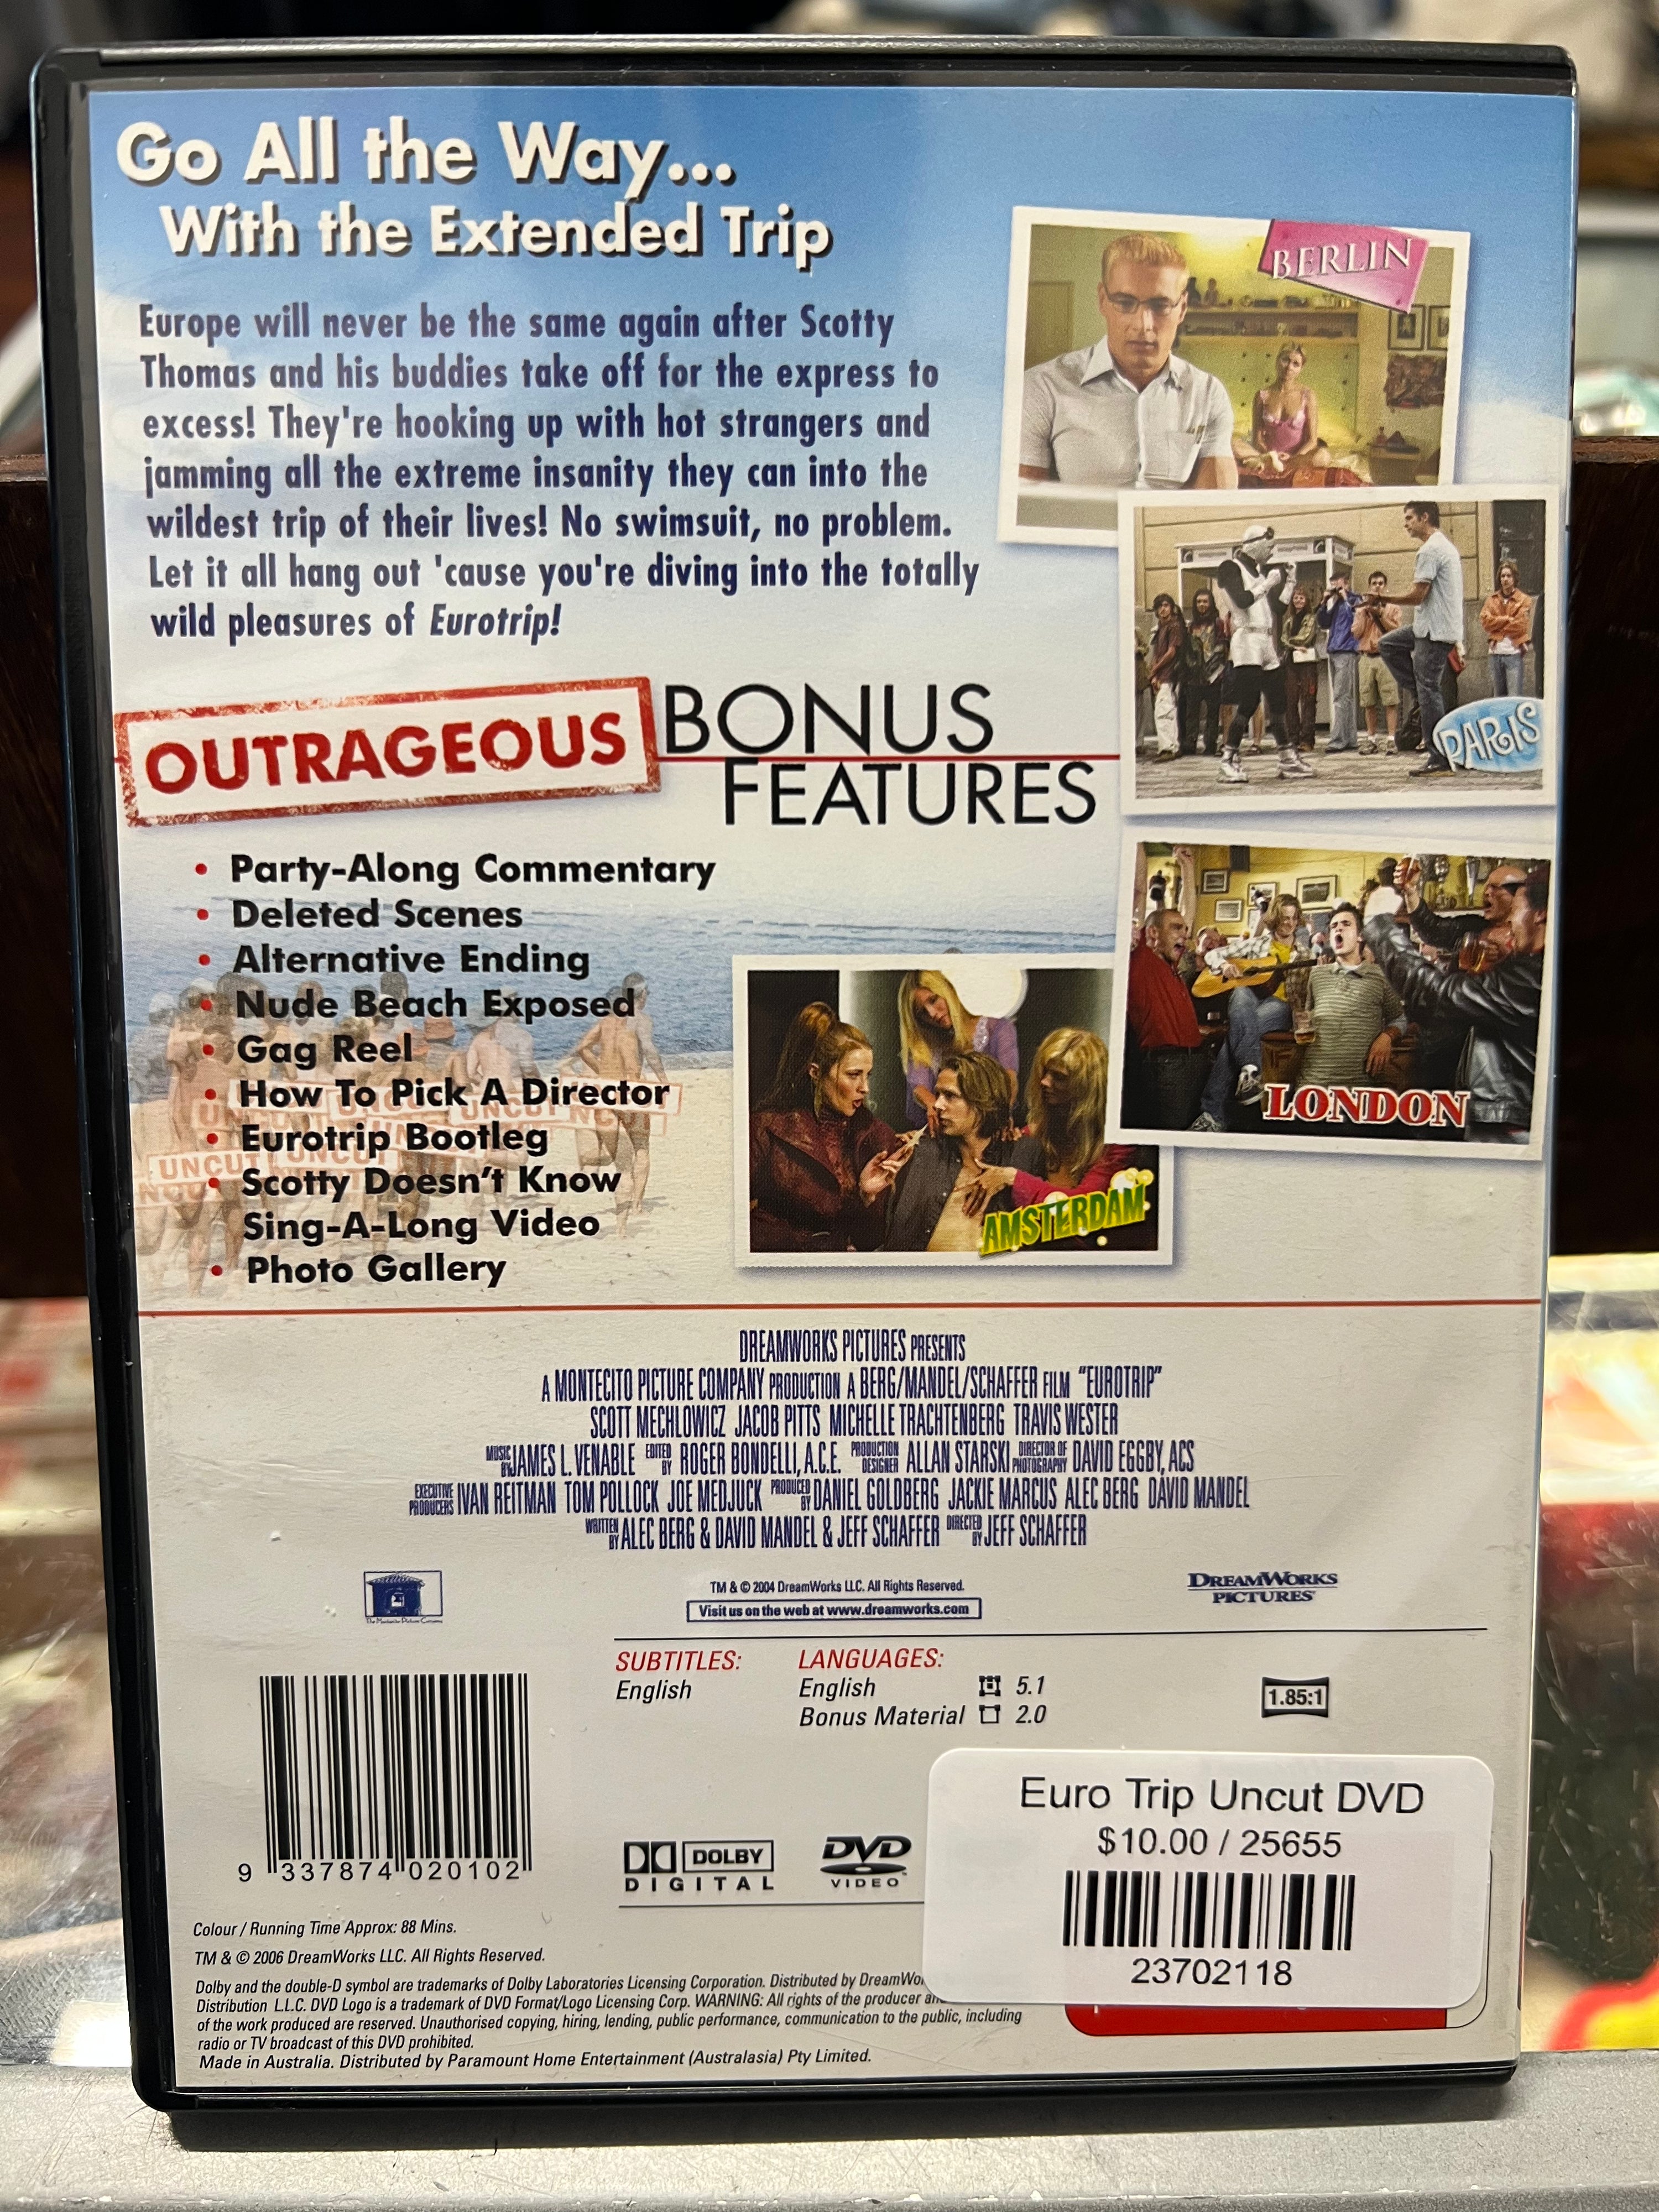 Go All the Way...
With the Extended Trip
Europe will never be the same again after Scotty
Thomas and his buddies take off for the express to
excess! They're hooking up with hot strangers and
jamming all the extreme insanity they can into the
wildest trip of their lives! No swimsuit, no problem.
Let it all hang out 'cause you're diving into the totally
wild pleasures of Eurotrip!
BERLIN
PARIS
LONDON
AMSTERDAM
OUTRAGEOUS BONUS
FEATURES
• Party-Along Commentary
• Deleted Scenes
• Alternative Ending
• Nude Beach Exposed
• Gag Reel
• How To Pick A Director
• Eurotrip Bootleg
• Scotty Doesn't Know
Sing-A-Long Video
• Photo Gallery
UNCUT UNCUT
DREAMWORKS PICTURES PRESENTS
A MONTECITO PICTURE COMPANY PRODUCTION A BERG/MANDEL/SCHAFFER FILM "EUROTRIP"
SCOTT MECHLOWICZ JACOB PITTS MICHELLE TRACHTENBERG TRAVIS WESTER
MUSIC BY JAMES L. VENABLE EDITED BY ROGER BONDELLI, A.C.E. PRODUCTION DESIGNER ALLAN STARSKI DIRECTOR OF PHOTOGRAPHY DAVID EGGBY, ACS
EXECUTIVE PRODUCERS IVAN REITMAN TOM POLLOCK JOE MEDJUCK PRODUCED BY DANIEL GOLDBERG JACKIE MARCUS ALEC BERG DAVID MANDEL
WRITTEN BY ALEC BERG & DAVID MANDEL & JEFF SCHAFFER DIRECTED BY JEFF SCHAFFER
The Montecito Picture Company
TM & © 2004 DreamWorks LLC. All Rights Reserved.
Visit us on the web at www.dreamworks.com
DREAMWORKS
PICTURES
SUBTITLES:
English
LANGUAGES:
English 5.1
Bonus Material 2.0
1.85:1
9 337874 020102
DOLBY
DIGITAL
DVD
VIDEO
Euro Trip Uncut DVD
$10.00 / 25655
23702118
Colour / Running Time Approx: 88 Mins.
TM & © 2006 DreamWorks LLC. All Rights Reserved.
Dolby and the double-D symbol are trademarks of Dolby Laboratories Licensing Corporation. Distributed by
Distribution L.L.C. DVD Logo is a trademark of DVD Format/Logo Licensing Corp. WARNING: All rights of the producer
of the work produced are reserved. Unauthorised copying, hiring, lending, public performance, communication to the public, including
radio or TV broadcast of this DVD prohibited.
Made in Australia. Distributed by Paramount Home Entertainment (Australasia) Pty Limited.